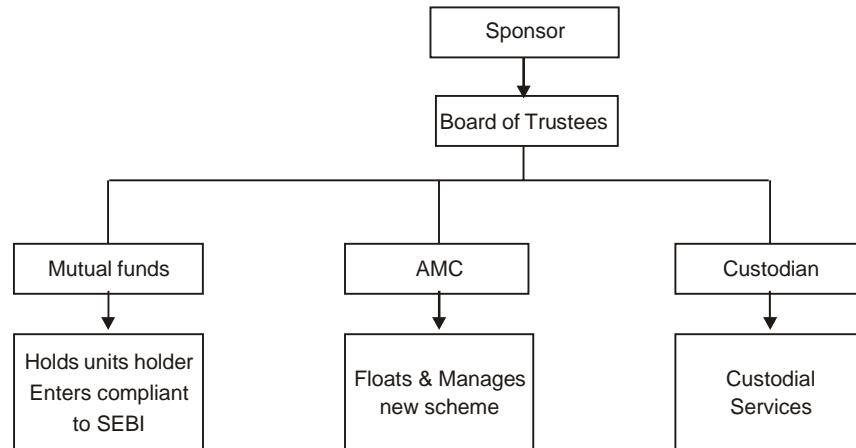 Sponsor
Board of Trustees
Mutual funds
AMC
Custodian
Holds units holder
Enters compliant
to SEBI
Floats & Manages
new scheme
Custodial
Services